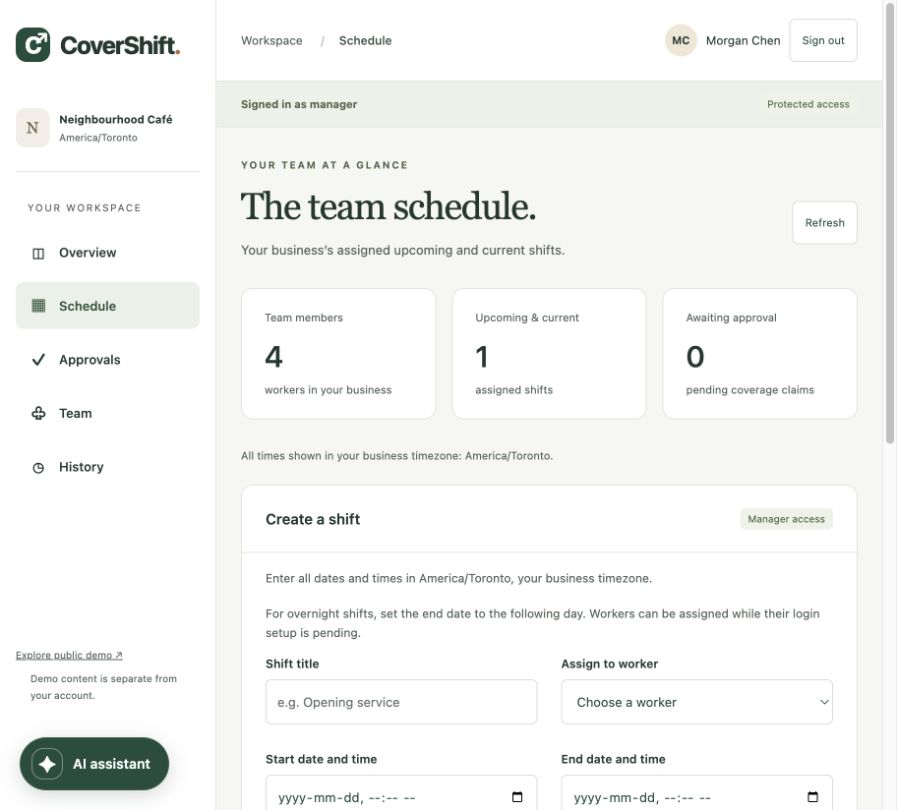 CoverShift.
N
Neighbourhood Café
America/Toronto
YOUR WORKSPACE
Overview
Schedule
Approvals
Team
History
Explore public demo ↗
Demo content is separate from
your account.
AI assistant
Workspace / Schedule
MC Morgan Chen Sign out
Signed in as manager Protected access
YOUR TEAM AT A GLANCE
The team schedule.
Your business's assigned upcoming and current shifts.
Refresh
Team members
4
workers in your business
Upcoming & current
1
assigned shifts
Awaiting approval
0
pending coverage claims
All times shown in your business timezone: America/Toronto.
Create a shift Manager access
Enter all dates and times in America/Toronto, your business timezone.
For overnight shifts, set the end date to the following day. Workers can be assigned while their login
setup is pending.
Shift title
e.g. Opening service
Assign to worker
Choose a worker
Start date and time
yyyy-mm-dd, --:-- --
End date and time
yyyy-mm-dd, --:-- --